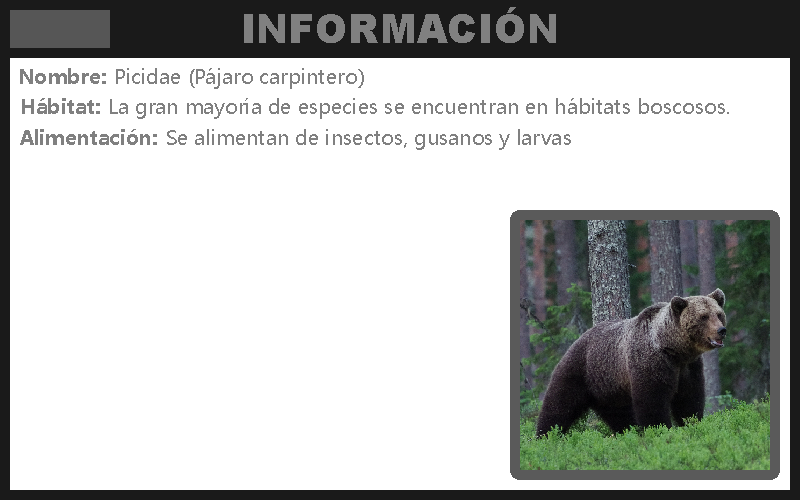 INFORMACIÓN
Nombre: Picidae (Pájaro carpintero)
Hábitat: La gran mayoría de especies se encuentran en hábitats boscosos.
Alimentación: Se alimentan de insectos, gusanos y larvas